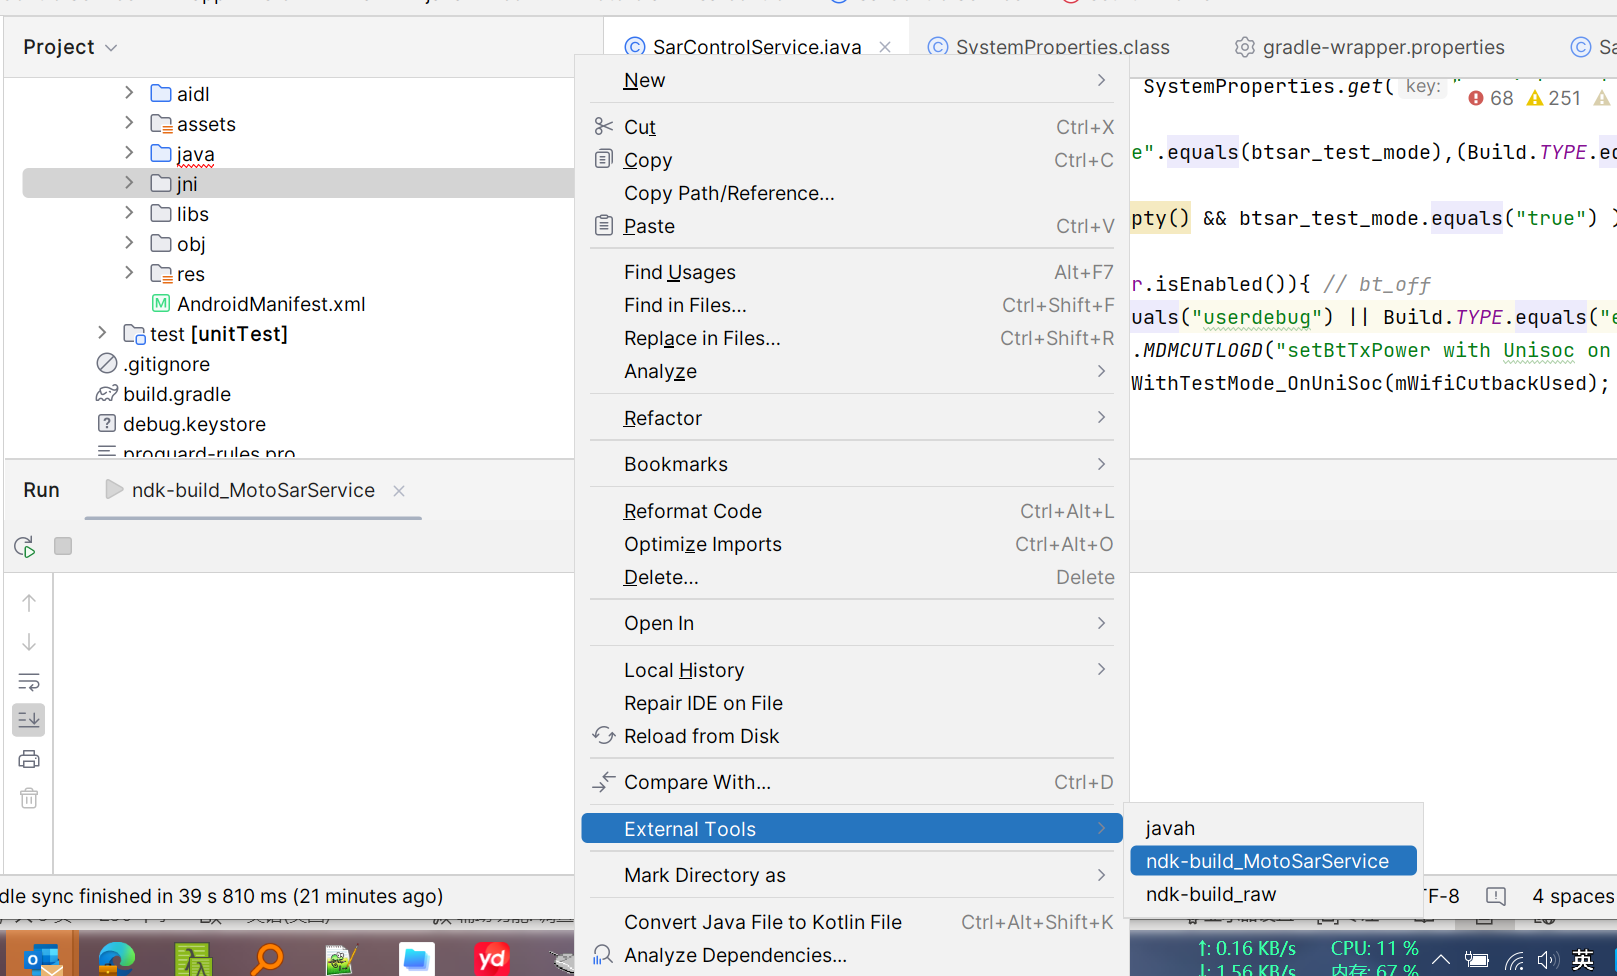 Project
SarControlService.java
SystemProperties.class
gradle-wrapper.properties
Sa
aidl
assets
java
jni
libs
obj
res
AndroidManifest.xml
test [unitTest]
.gitignore
build.gradle
debug.keystore
proguard-rules.pro
SystemProperties.get( key: "
68 251
e".equals(btsar_test_mode),(Build.TYPE.eq
pty() && btsar_test_mode.equals("true") )
r.isEnabled()){ // bt_off
uals("userdebug") || Build.TYPE.equals("e
.MDMCUTLOGD("setBtTxPower with Unisoc on
WithTestMode_OnUniSoc(mWifiCutbackUsed);
New
Cut Ctrl+X
Copy Ctrl+C
Copy Path/Reference...
Paste Ctrl+V
Find Usages Alt+F7
Find in Files... Ctrl+Shift+F
Replace in Files... Ctrl+Shift+R
Analyze
Refactor
Bookmarks
Reformat Code Ctrl+Alt+L
Optimize Imports Ctrl+Alt+O
Delete... Delete
Open In
Local History
Repair IDE on File
Reload from Disk
Compare With... Ctrl+D
External Tools
Mark Directory as
Convert Java File to Kotlin File Ctrl+Alt+Shift+K
Analyze Dependencies...
javah
ndk-build_MotoSarService
ndk-build_raw
Run
ndk-build_MotoSarService
dle sync finished in 39 s 810 ms (21 minutes ago)
TF-8
4 spaces
yd
↑: 0.16 KB/s CPU: 11 %
↓: 1.56 KB/s 内存: 67 %
英